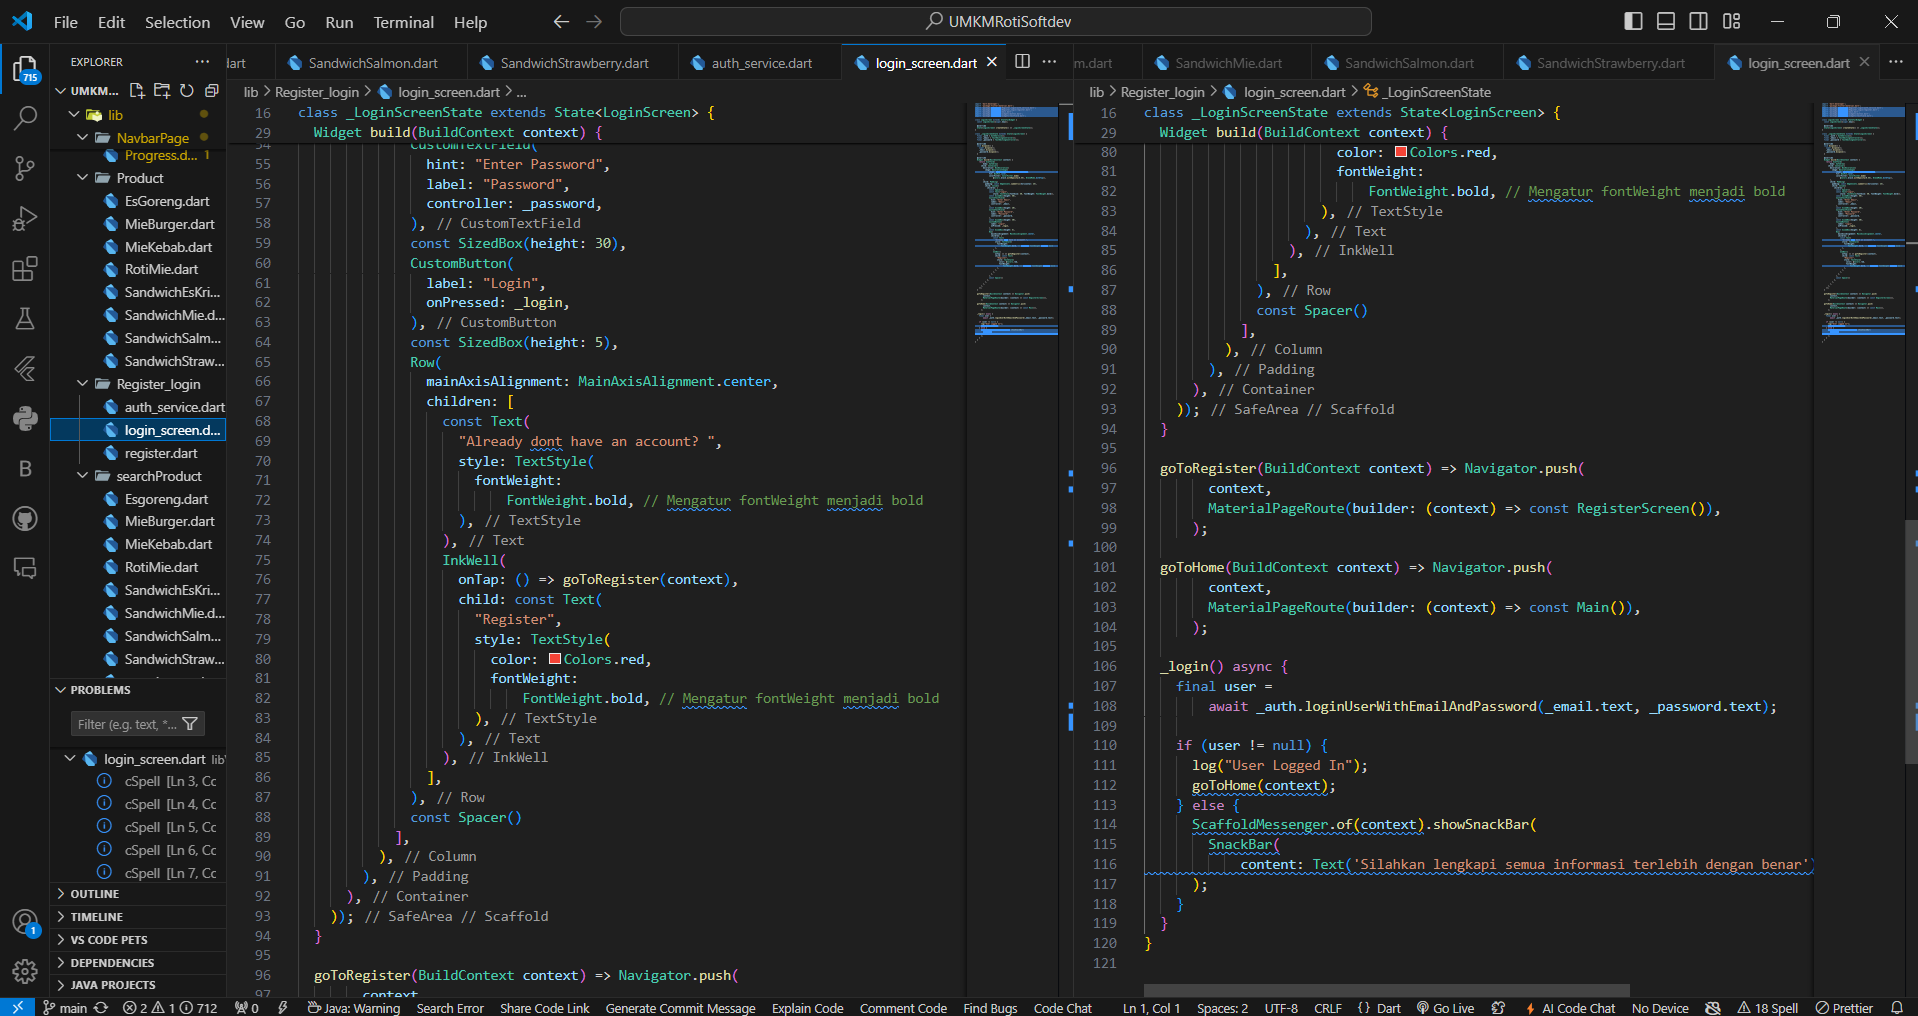 File Edit Selection View Go Run Terminal Help
UMKMRotiSoftdev
EXPLORER
715
UMKM...
lib
NavbarPage
Progress.d... 1
Product
EsGoreng.dart
MieBurger.dart
MieKebab.dart
RotiMie.dart
SandwichEsKri...
SandwichMie.d...
SandwichSalm...
SandwichStraw...
Register_login
auth_service.dart
login_screen.d...
register.dart
searchProduct
Esgoreng.dart
MieBurger.dart
MieKebab.dart
RotiMie.dart
SandwichEsKri...
SandwichMie.d...
SandwichSalm...
SandwichStraw...
PROBLEMS
Filter (e.g. text, *...
login_screen.dart lib\
cSpell [Ln 3, Cc
cSpell [Ln 4, Cc
cSpell [Ln 5, Cc
cSpell [Ln 6, Cc
cSpell [Ln 7, Cc
OUTLINE
TIMELINE
VS CODE PETS
DEPENDENCIES
JAVA PROJECTS
1
dart SandwichSalmon.dart SandwichStrawberry.dart auth_service.dart login_screen.dart
lib > Register_login > login_screen.dart > ...
16 class _LoginScreenState extends State<LoginScreen> {
29 Widget build(BuildContext context) {
54 CustomTextField(
55 hint: "Enter Password",
56 label: "Password",
57 controller: _password,
58 ), // CustomTextField
59 const SizedBox(height: 30),
60 CustomButton(
61 label: "Login",
62 onPressed: _login,
63 ), // CustomButton
64 const SizedBox(height: 5),
65 Row(
66 mainAxisAlignment: MainAxisAlignment.center,
67 children: [
68 const Text(
69 "Already dont have an account? ",
70 style: TextStyle(
71 fontWeight:
72 FontWeight.bold, // Mengatur fontWeight menjadi bold
73 ), // TextStyle
74 ), // Text
75 InkWell(
76 onTap: () => goToRegister(context),
77 child: const Text(
78 "Register",
79 style: TextStyle(
80 color: Colors.red,
81 fontWeight:
82 FontWeight.bold, // Mengatur fontWeight menjadi bold
83 ), // TextStyle
84 ), // Text
85 ), // InkWell
86 ],
87 ), // Row
88 const Spacer()
89 ],
90 ), // Column
91 ), // Padding
92 ), // Container
93 )); // SafeArea // Scaffold
94 }
95
96 goToRegister(BuildContext context) => Navigator.push(
97 context,
m.dart SandwichMie.dart SandwichSalmon.dart SandwichStrawberry.dart login_screen.dart
lib > Register_login > login_screen.dart > _LoginScreenState
16 class _LoginScreenState extends State<LoginScreen> {
29 Widget build(BuildContext context) {
80 color: Colors.red,
81 fontWeight:
82 FontWeight.bold, // Mengatur fontWeight menjadi bold
83 ), // TextStyle
84 ), // Text
85 ), // InkWell
86 ],
87 ), // Row
88 const Spacer()
89 ],
90 ), // Column
91 ), // Padding
92 ), // Container
93 )); // SafeArea // Scaffold
94 }
95
96 goToRegister(BuildContext context) => Navigator.push(
97 context,
98 MaterialPageRoute(builder: (context) => const RegisterScreen()),
99 );
100
101 goToHome(BuildContext context) => Navigator.push(
102 context,
103 MaterialPageRoute(builder: (context) => const Main()),
104 );
105
106 _login() async {
107 final user =
108 await _auth.loginUserWithEmailAndPassword(_email.text, _password.text);
109
110 if (user != null) {
111 log("User Logged In");
112 goToHome(context);
113 } else {
114 ScaffoldMessenger.of(context).showSnackBar(
115 SnackBar(
116 content: Text('Silahkan lengkapi semua informasi terlebih dengan benar')
117 );
118 }
119 }
120 }
121
main 2 1 712 0 Java: Warning Search Error Share Code Link Generate Commit Message Explain Code Comment Code Find Bugs Code Chat Ln 1, Col 1 Spaces: 2 UTF-8 CRLF {} Dart Go Live AI Code Chat No Device 18 Spell Prettier